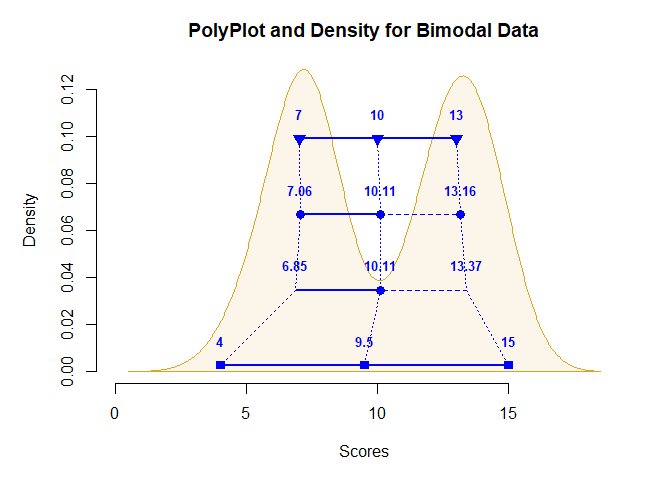 PolyPlot and Density for Bimodal Data
Density
0.12
0.10
0.08
0.06
0.04
0.02
0.00
7 10 13
7.06 10.11 13.16
6.85 10.11 13.37
4 9.5 15
0 5 10 15
Scores